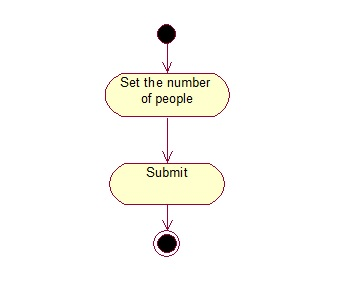 Set the number
of people
Submit